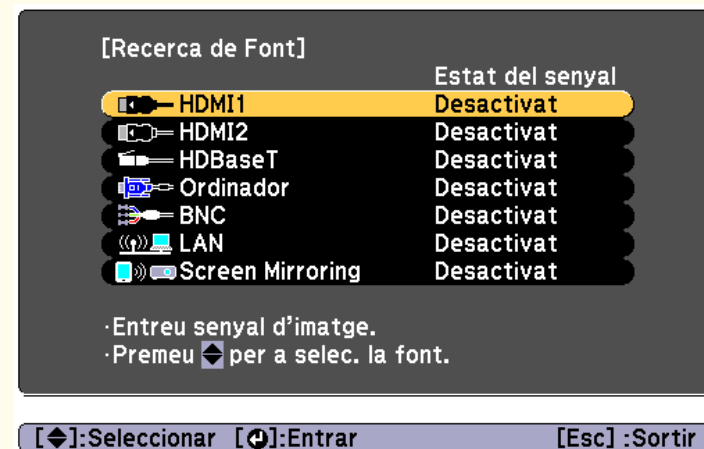 [Recerca de Font]
Estat del senyal
HDMI1 Desactivat
HDMI2 Desactivat
HDBaseT Desactivat
Ordinador Desactivat
BNC Desactivat
LAN Desactivat
Screen Mirroring Desactivat
·Entreu senyal d'imatge.
·Premeu per a selec. la font.
[]:Seleccionar []:Entrar [Esc] :Sortir